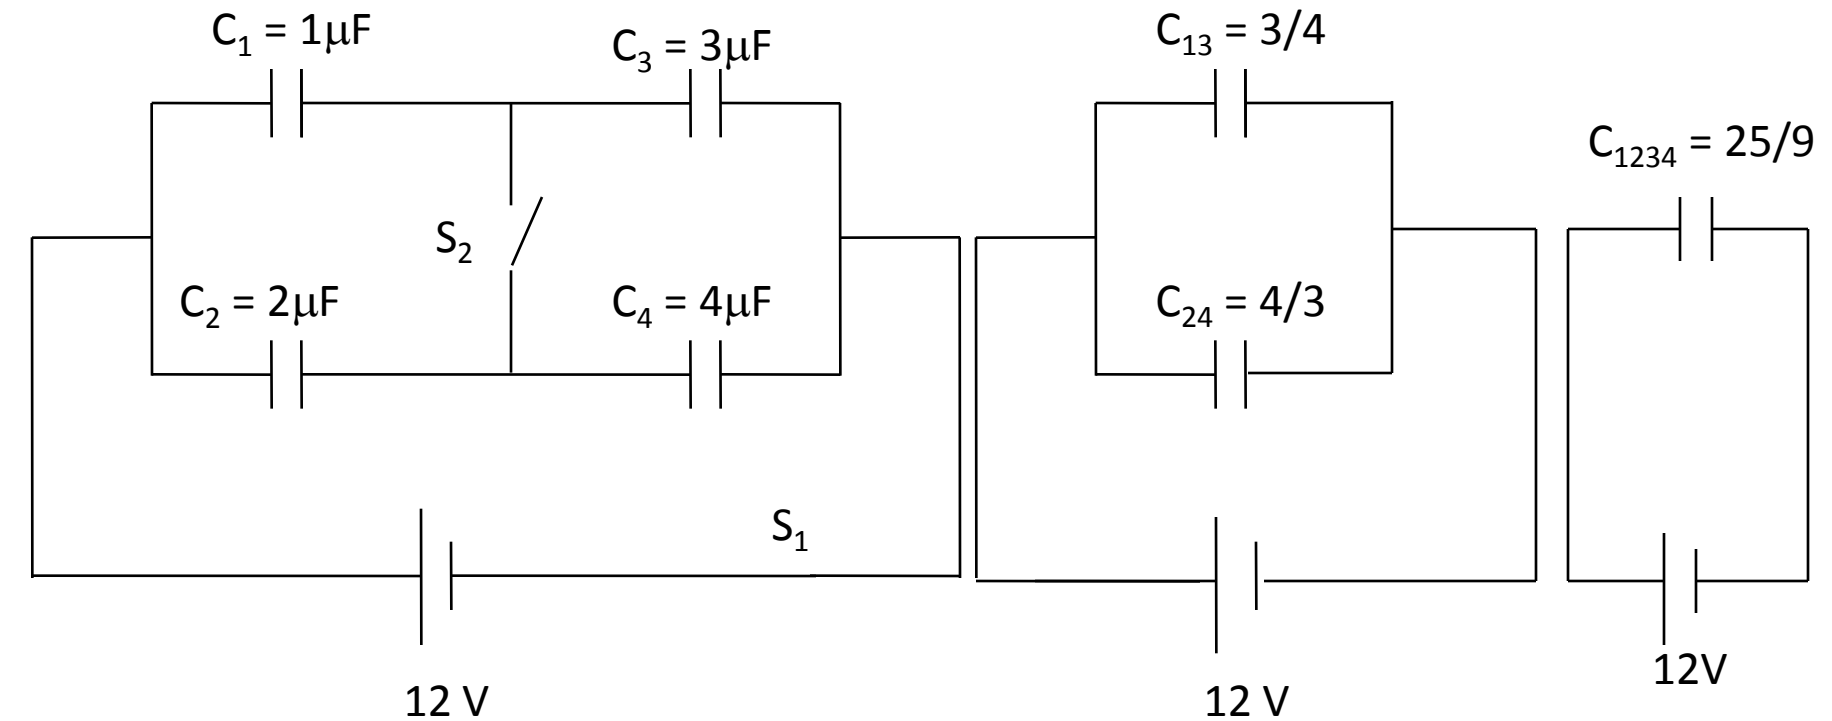 C₁ = 1μF
C₃ = 3μF
S₂
C₂ = 2μF
C₄ = 4μF
S₁
12 V
C₁₃ = 3/4
C₂₄ = 4/3
12 V
C₁₂₃₄ = 25/9
12V